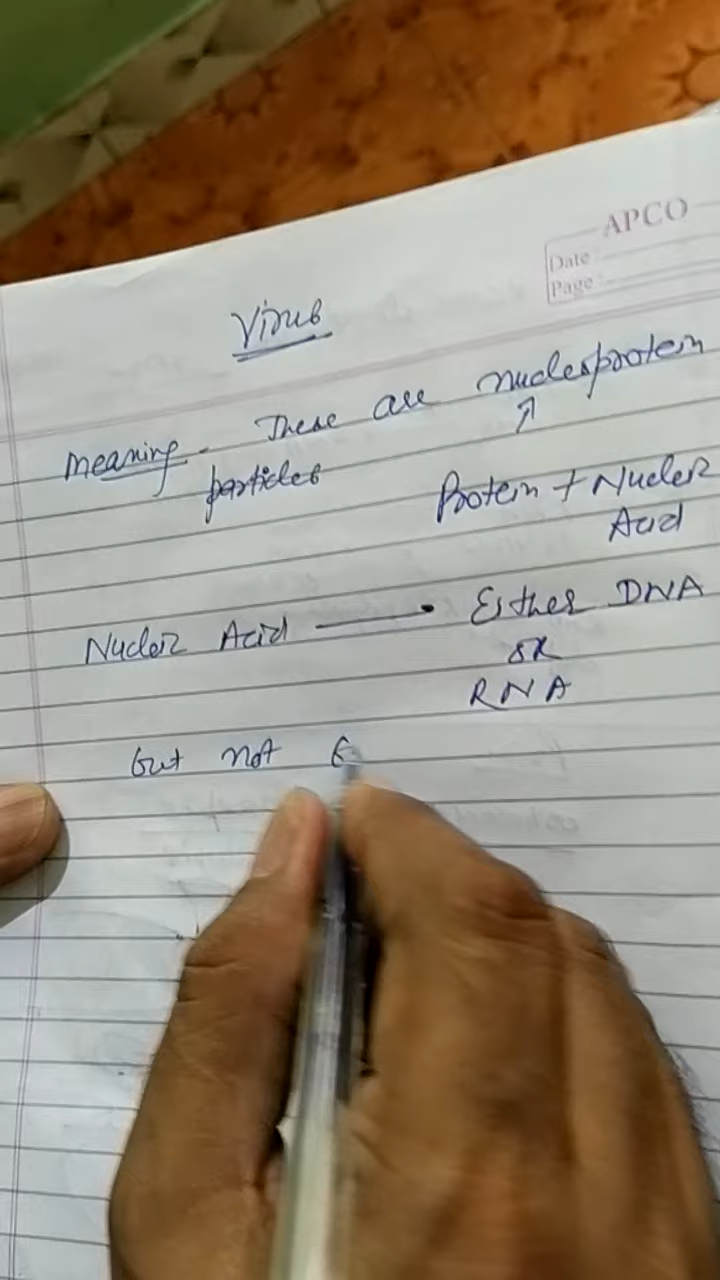 APCO
Date
Page
Virus
Meaning - These are nucleoprotein
particles
Protein + Nucleic
Acid
Nucleic Acid — Either DNA
or
RNA
but not